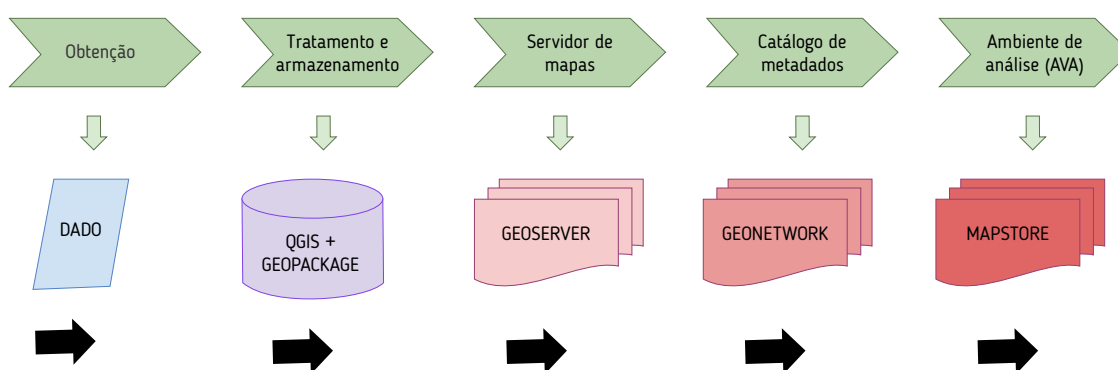 Obtenção
Tratamento e
armazenamento
Servidor de
mapas
Catálogo de
metadados
Ambiente de
análise (AVA)
DADO
QGIS +
GEOPACKAGE
GEOSERVER
GEONETWORK
MAPSTORE